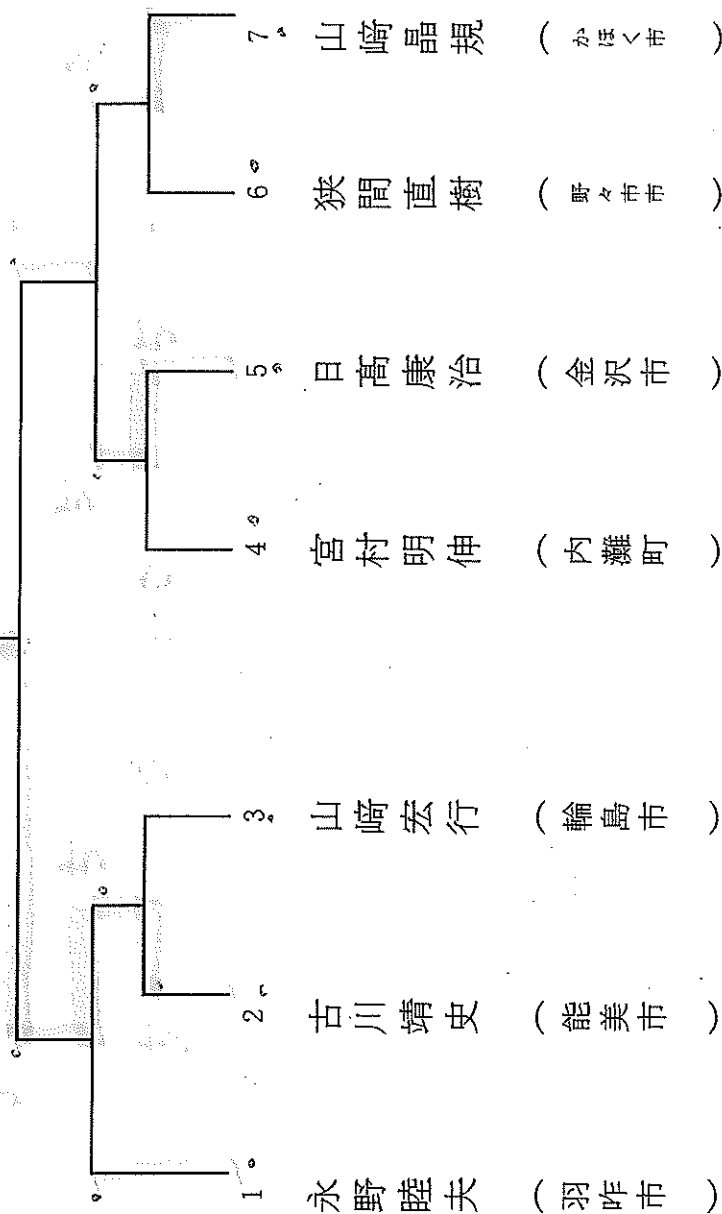 1 永野睦夫 (羽咋市)
2 古川靖史 (能美市)
3 山崎宏行 (輪島市)
4 宮村明伸 (内灘町)
5 日高康治 (金沢市)
6 狭間直樹 (野々市市)
7 山崎晶規 (かほく市)